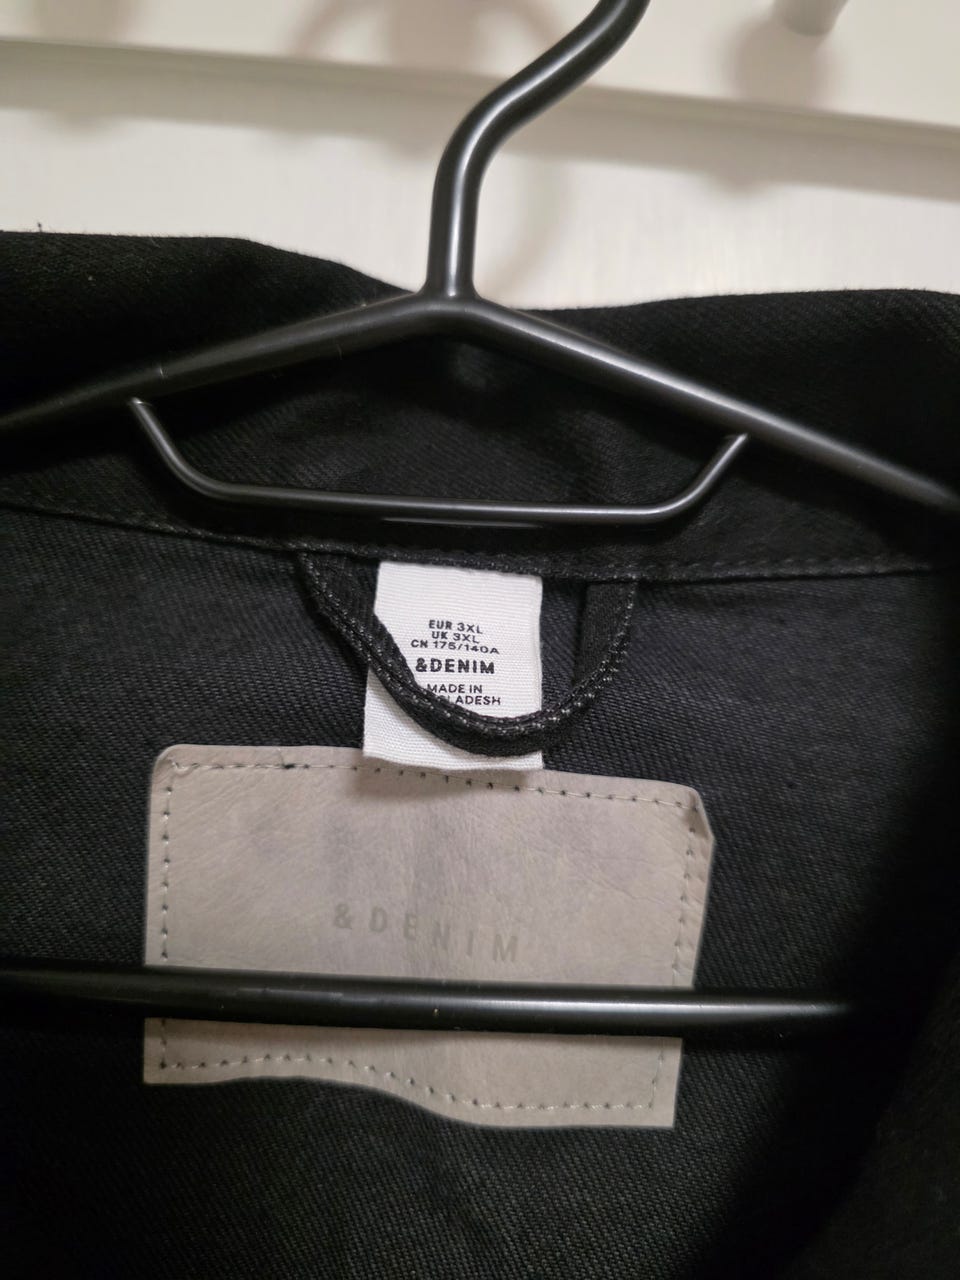 EUR 3XL
UK 3XL
CN 175/140A
&DENIM
MADE IN
&DENIM